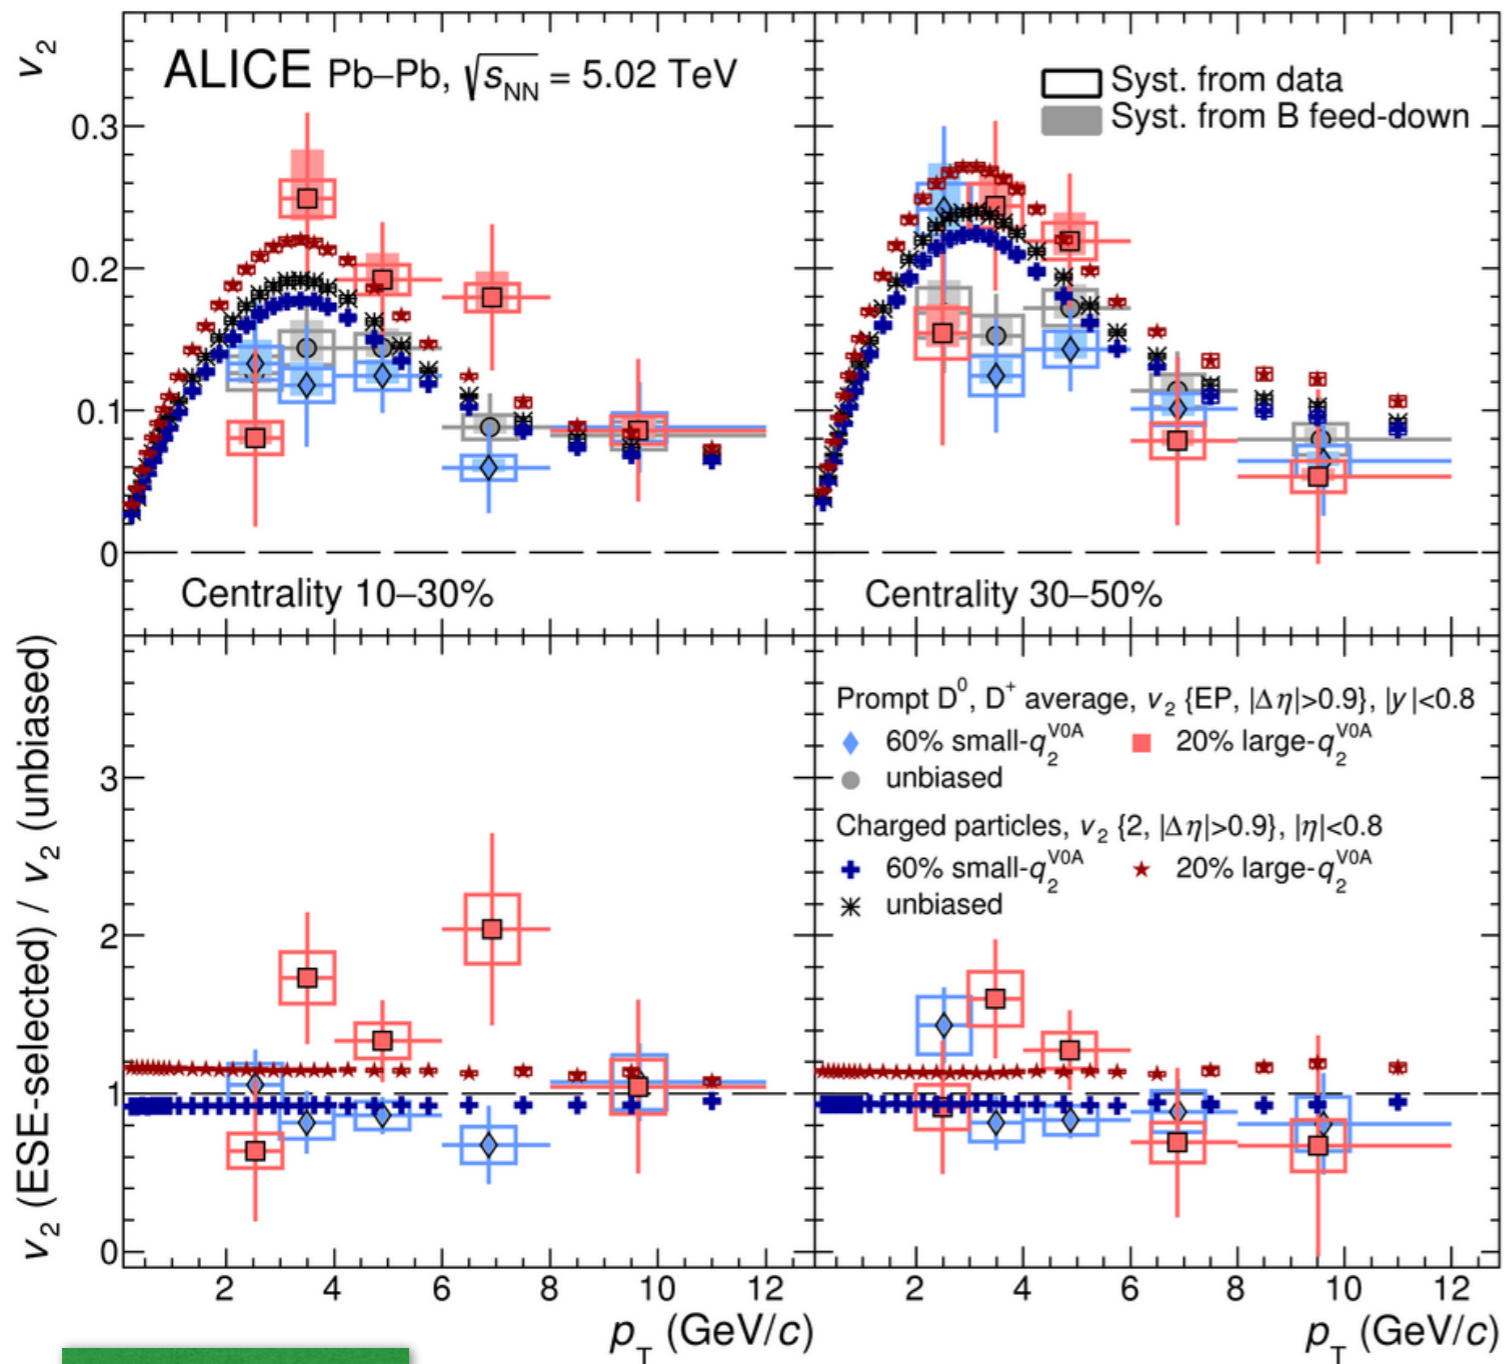 v2
ALICE Pb–Pb, √sNN = 5.02 TeV
Syst. from data
Syst. from B feed-down
0.3
0.2
0.1
0
Centrality 10–30%
Centrality 30–50%
v2 (ESE-selected) / v2 (unbiased)
Prompt D0, D+ average, v2 {EP, |Δη|>0.9}, |y|<0.8
60% small-q2V0A
20% large-q2V0A
unbiased
Charged particles, v2 {2, |Δη|>0.9}, |η|<0.8
60% small-q2V0A
20% large-q2V0A
unbiased
3
2
1
0
2 4 6 8 10 12
2 4 6 8 10 12
pT (GeV/c)
pT (GeV/c)